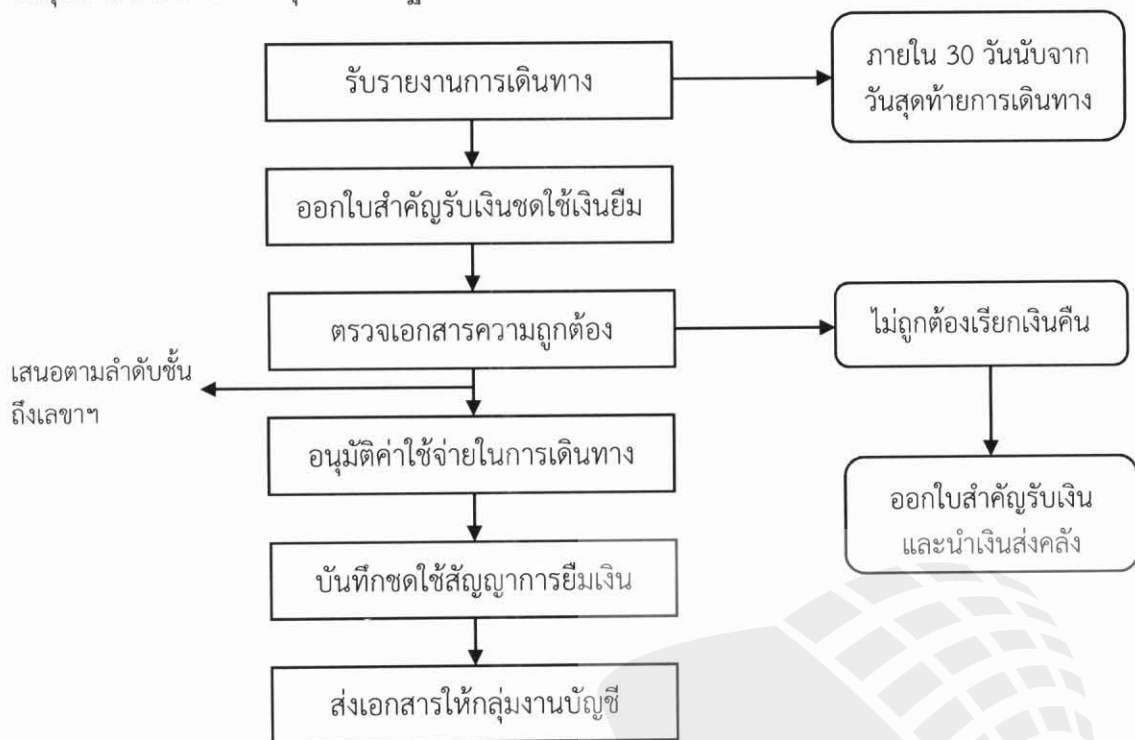 รับรายงานการเดินทาง
ภายใน 30 วันนับจาก
วันสุดท้ายการเดินทาง
ออกใบสำคัญรับเงินชดใช้เงินยืม
ตรวจเอกสารความถูกต้อง
ไม่ถูกต้องเรียกเงินคืน
เสนอตามลำดับชั้น
ถึงเลขาฯ
อนุมัติค่าใช้จ่ายในการเดินทาง
ออกใบสำคัญรับเงิน
และนำเงินส่งคลัง
บันทึกชดใช้สัญญาการยืมเงิน
ส่งเอกสารให้กลุ่มงานบัญชี